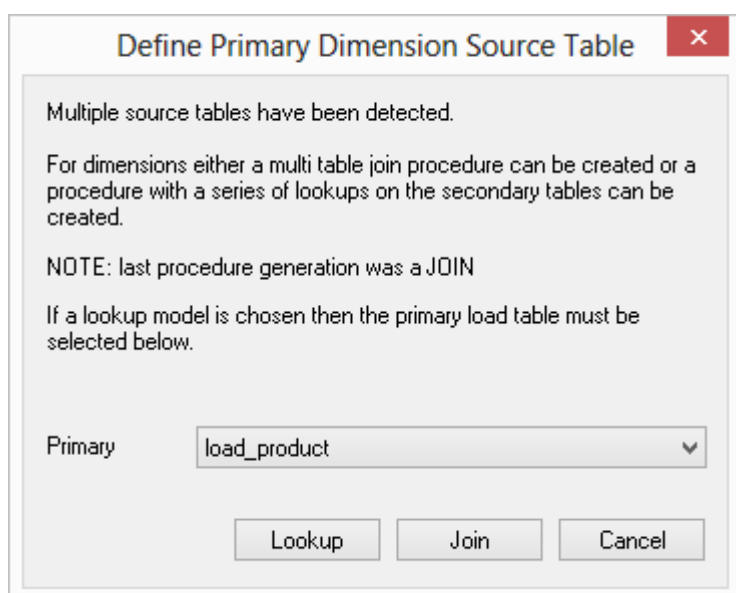 Define Primary Dimension Source Table
Multiple source tables have been detected.
For dimensions either a multi table join procedure can be created or a
procedure with a series of lookups on the secondary tables can be
created.
NOTE: last procedure generation was a JOIN
If a lookup model is chosen then the primary load table must be
selected below.
Primary load_product
Lookup Join Cancel